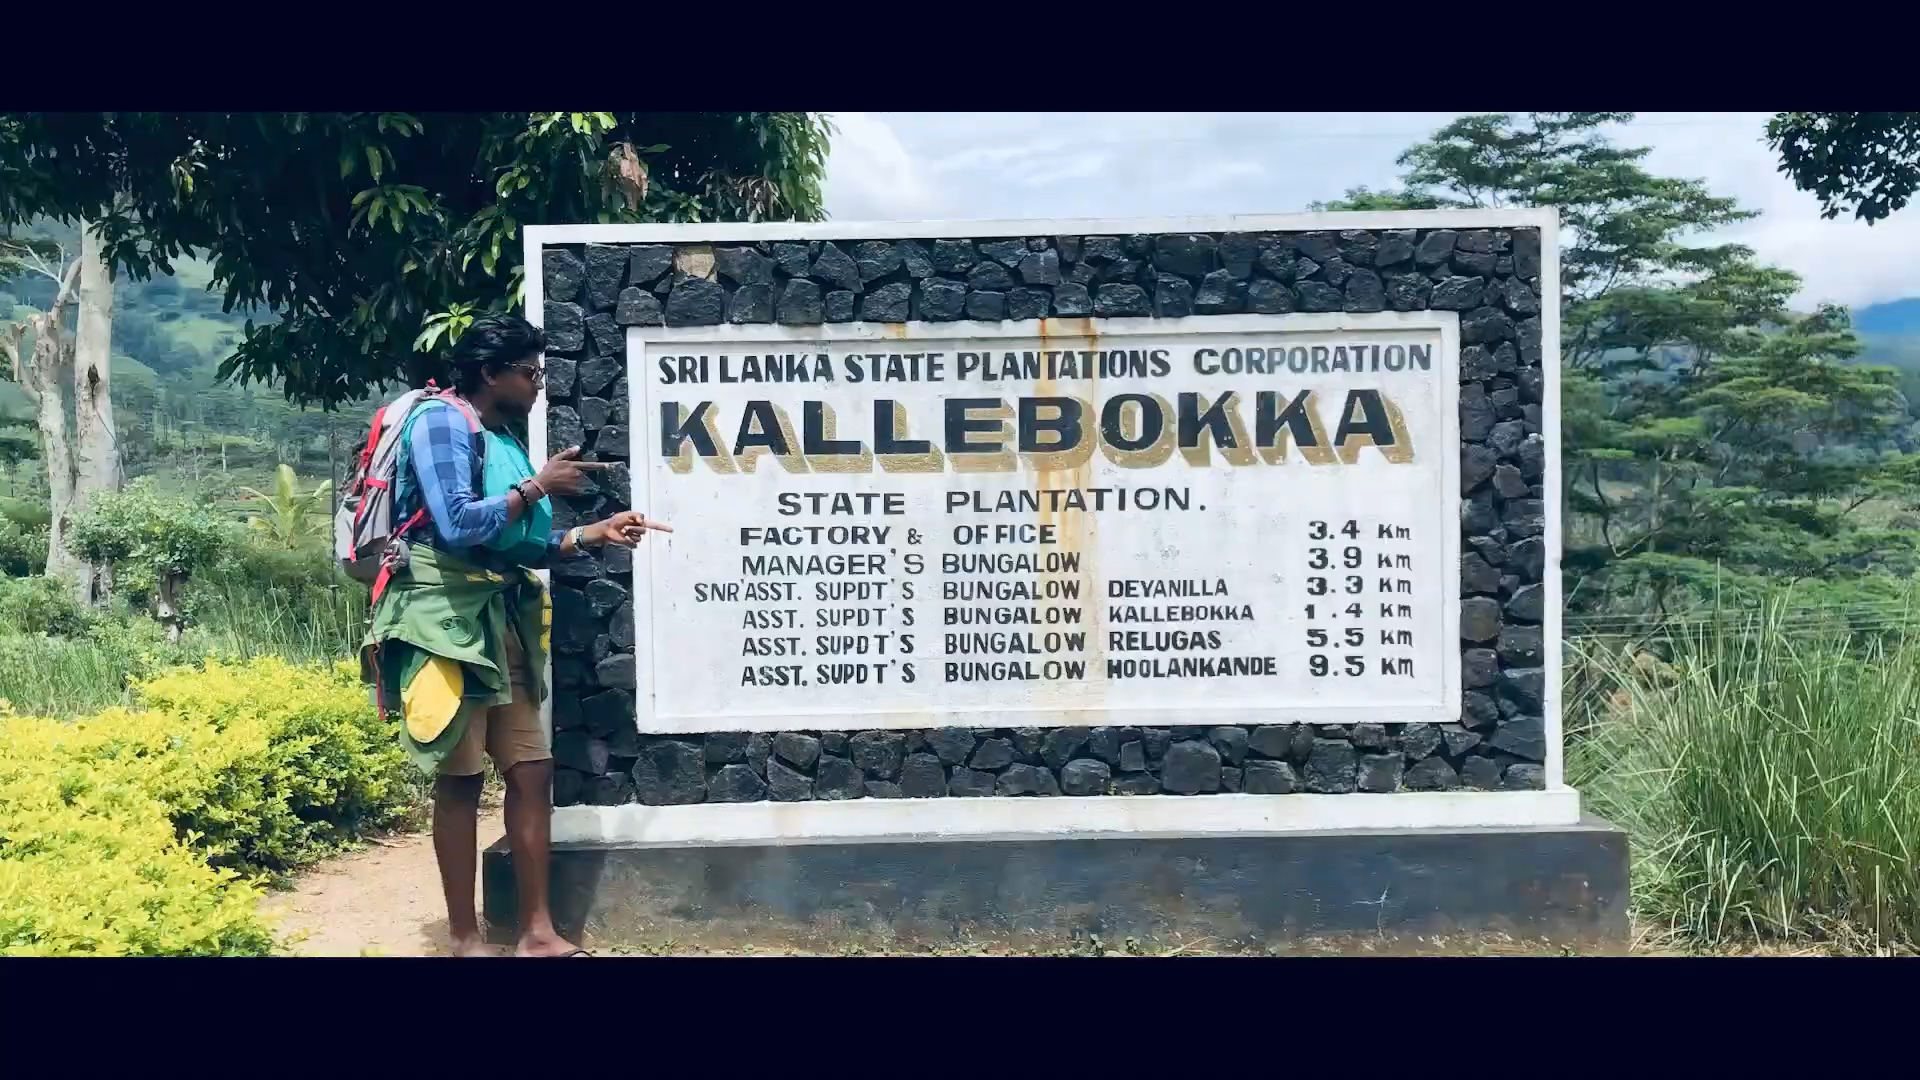 SRI LANKA STATE PLANTATIONS CORPORATION
KALLEBOKKA
STATE PLANTATION.
FACTORY & OFFICE 3.4 Km
MANAGER'S BUNGALOW 3.9 Km
SNR'ASST. SUPDT'S BUNGALOW DEYANILLA 3.3 Km
ASST. SUPDT'S BUNGALOW KALLEBOKKA 1.4 Km
ASST. SUPDT'S BUNGALOW RELUGAS 5.5 Km
ASST. SUPDT'S BUNGALOW HOOLANKANDE 9.5 Km